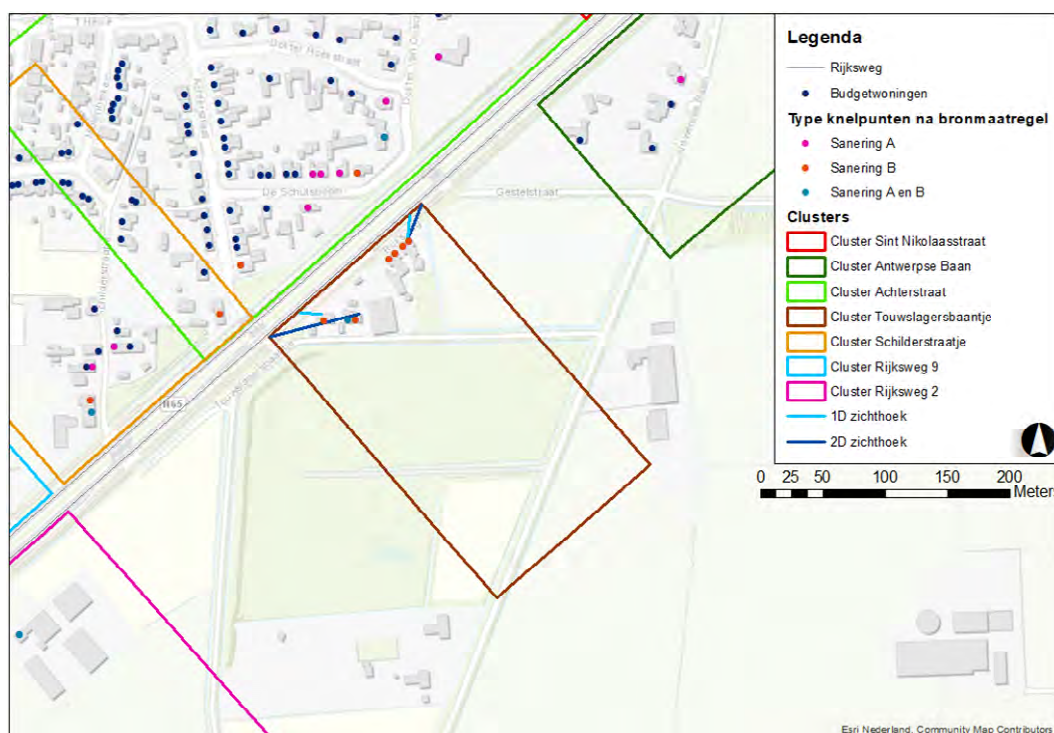 Dokter
De Schutsboom
Gestelstraat
N65
Legenda
Rijksweg
Budgetwoningen
Type knelpunten na bronmaatregel
Sanering A
Sanering B
Sanering A en B
Clusters
Cluster Sint Nikolaasstraat
Cluster Antwerpse Baan
Cluster Achterstraat
Cluster Touwslagersbaantje
Cluster Schilderstraatje
Cluster Rijksweg 9
Cluster Rijksweg 2
1D zichthoek
2D zichthoek
0 25 50 100 150 200
Meters
Esri Nederland, Community Map Contributors